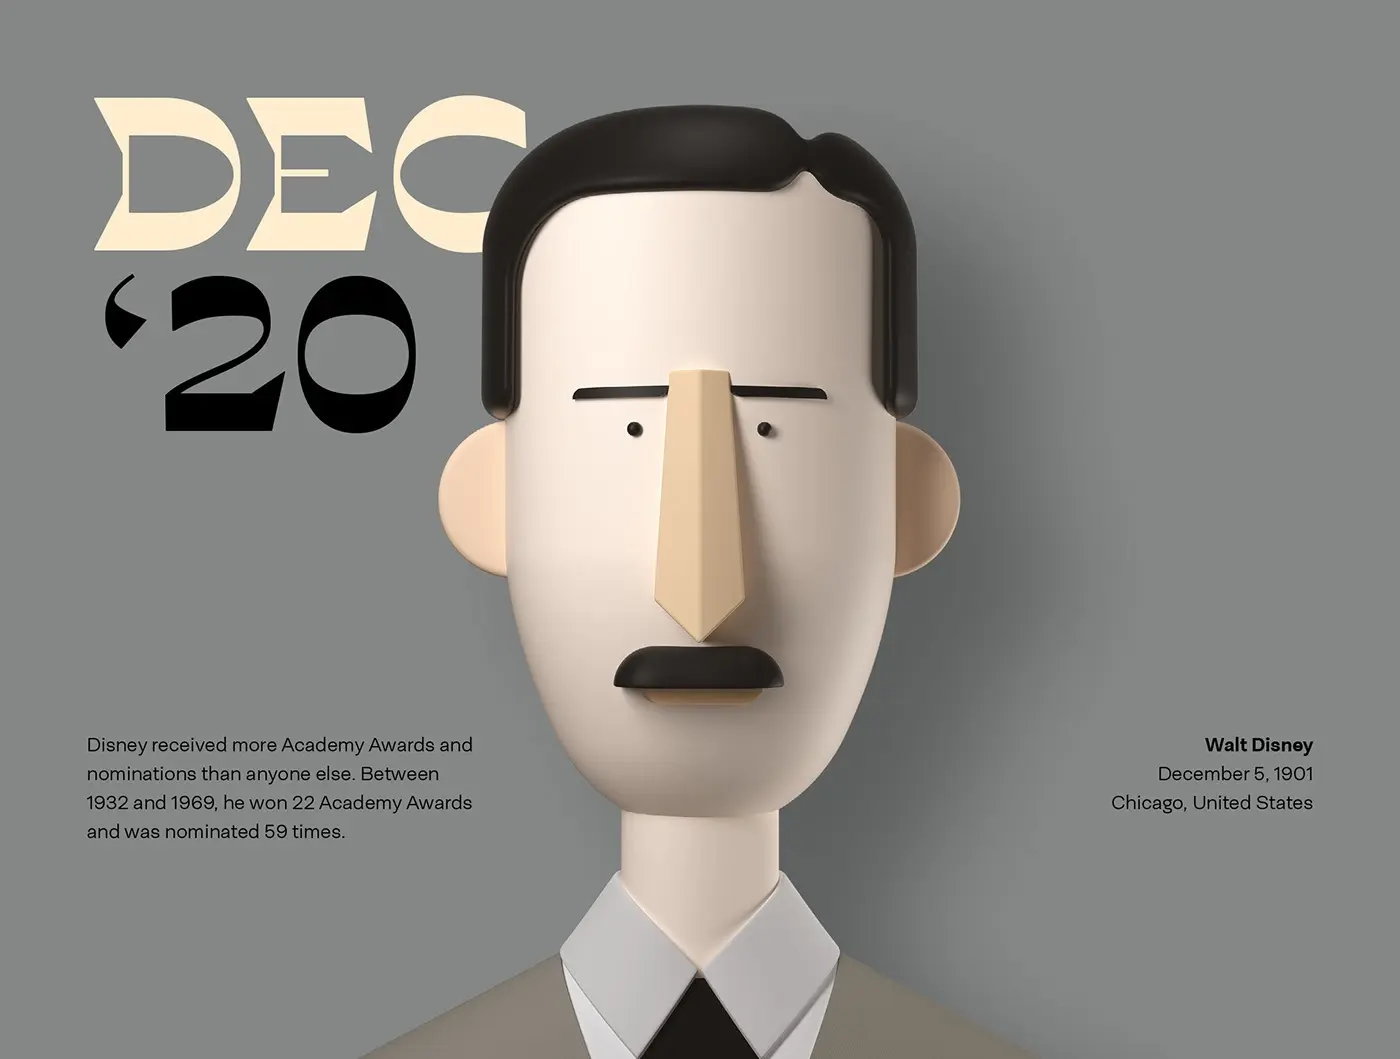 DEC
‘20
Disney received more Academy Awards and
nominations than anyone else. Between
1932 and 1969, he won 22 Academy Awards
and was nominated 59 times.
Walt Disney
December 5, 1901
Chicago, United States